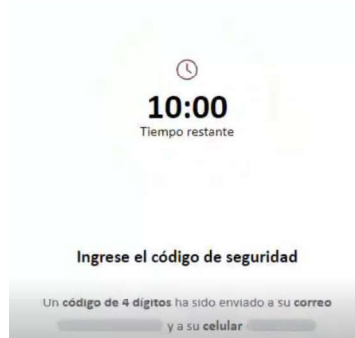 10:00
Tiempo restante
Ingrese el código de seguridad
Un código de 4 dígitos ha sido enviado a su correo
y a su celular